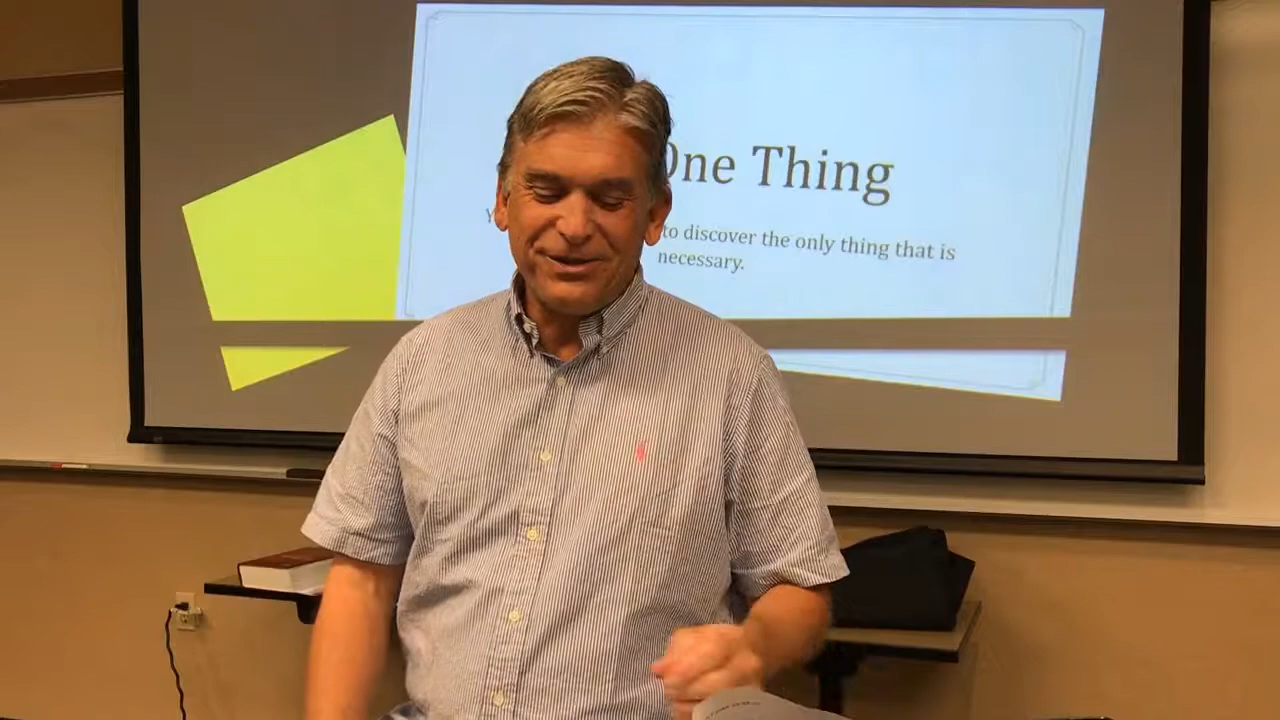 One Thing
to discover the only thing that is
necessary.